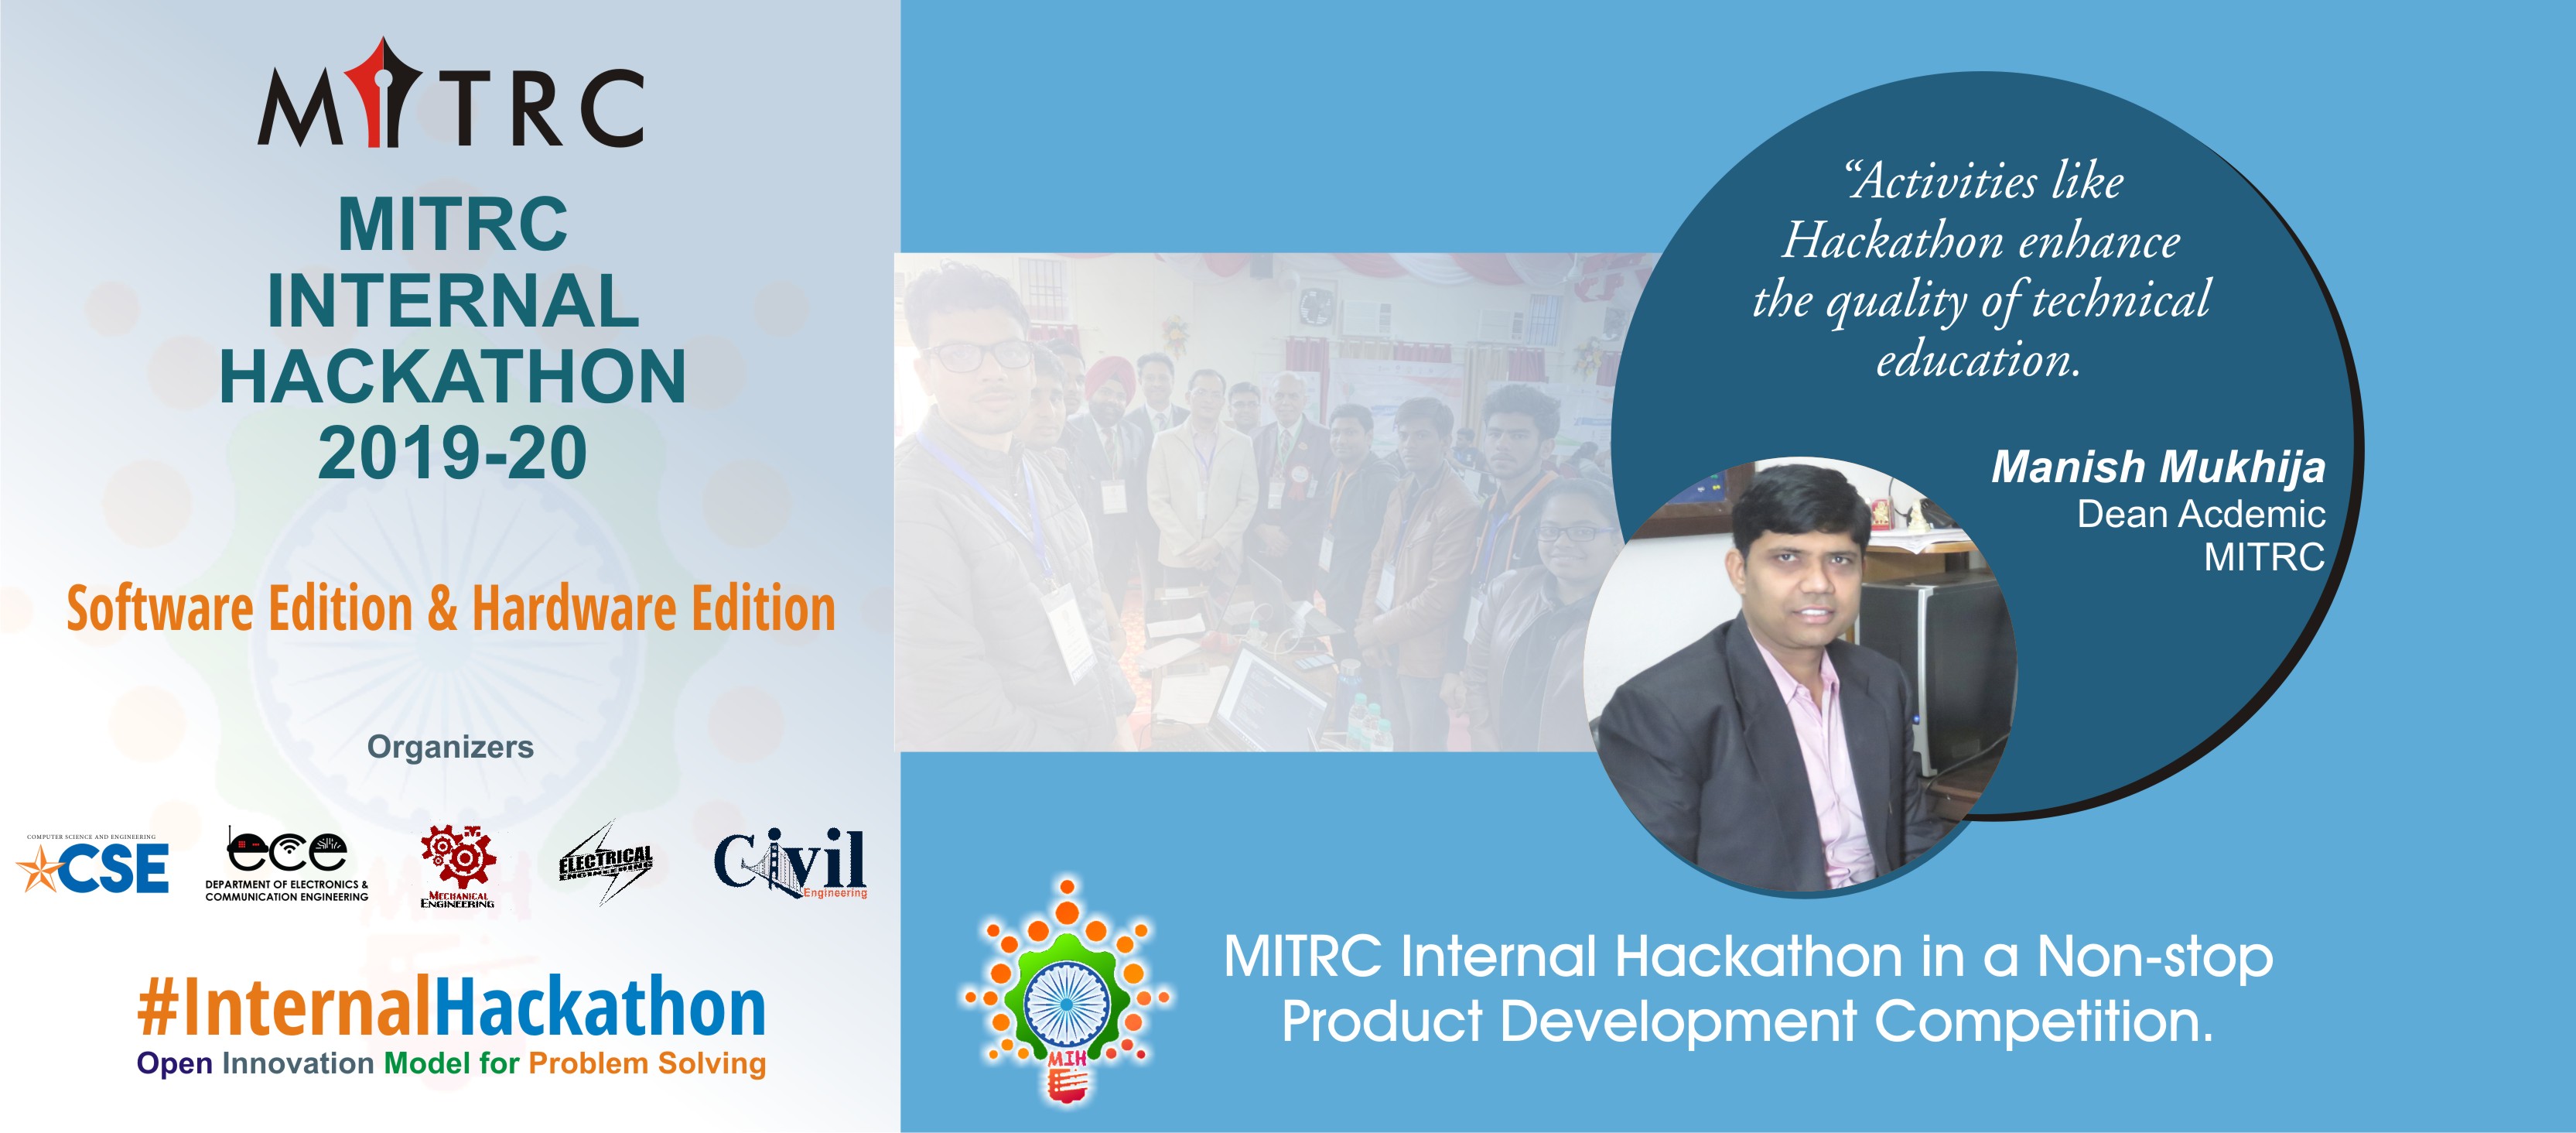 MITRC
MITRC
INTERNAL
HACKATHON
2019-20
Software Edition & Hardware Edition
Organizers
COMPUTER SCIENCE AND ENGINEERING
CSE
ece
DEPARTMENT OF ELECTRONICS &
COMMUNICATION ENGINEERING
MECHANICAL
ENGINEERING
ELECTRICAL
ENGINEERING
Civil
Engineering
#InternalHackathon
Open Innovation Model for Problem Solving
“Activities like
Hackathon enhance
the quality of technical
education.
Manish Mukhija
Dean Acdemic
MITRC
MIH
MITRC Internal Hackathon in a Non-stop
Product Development Competition.